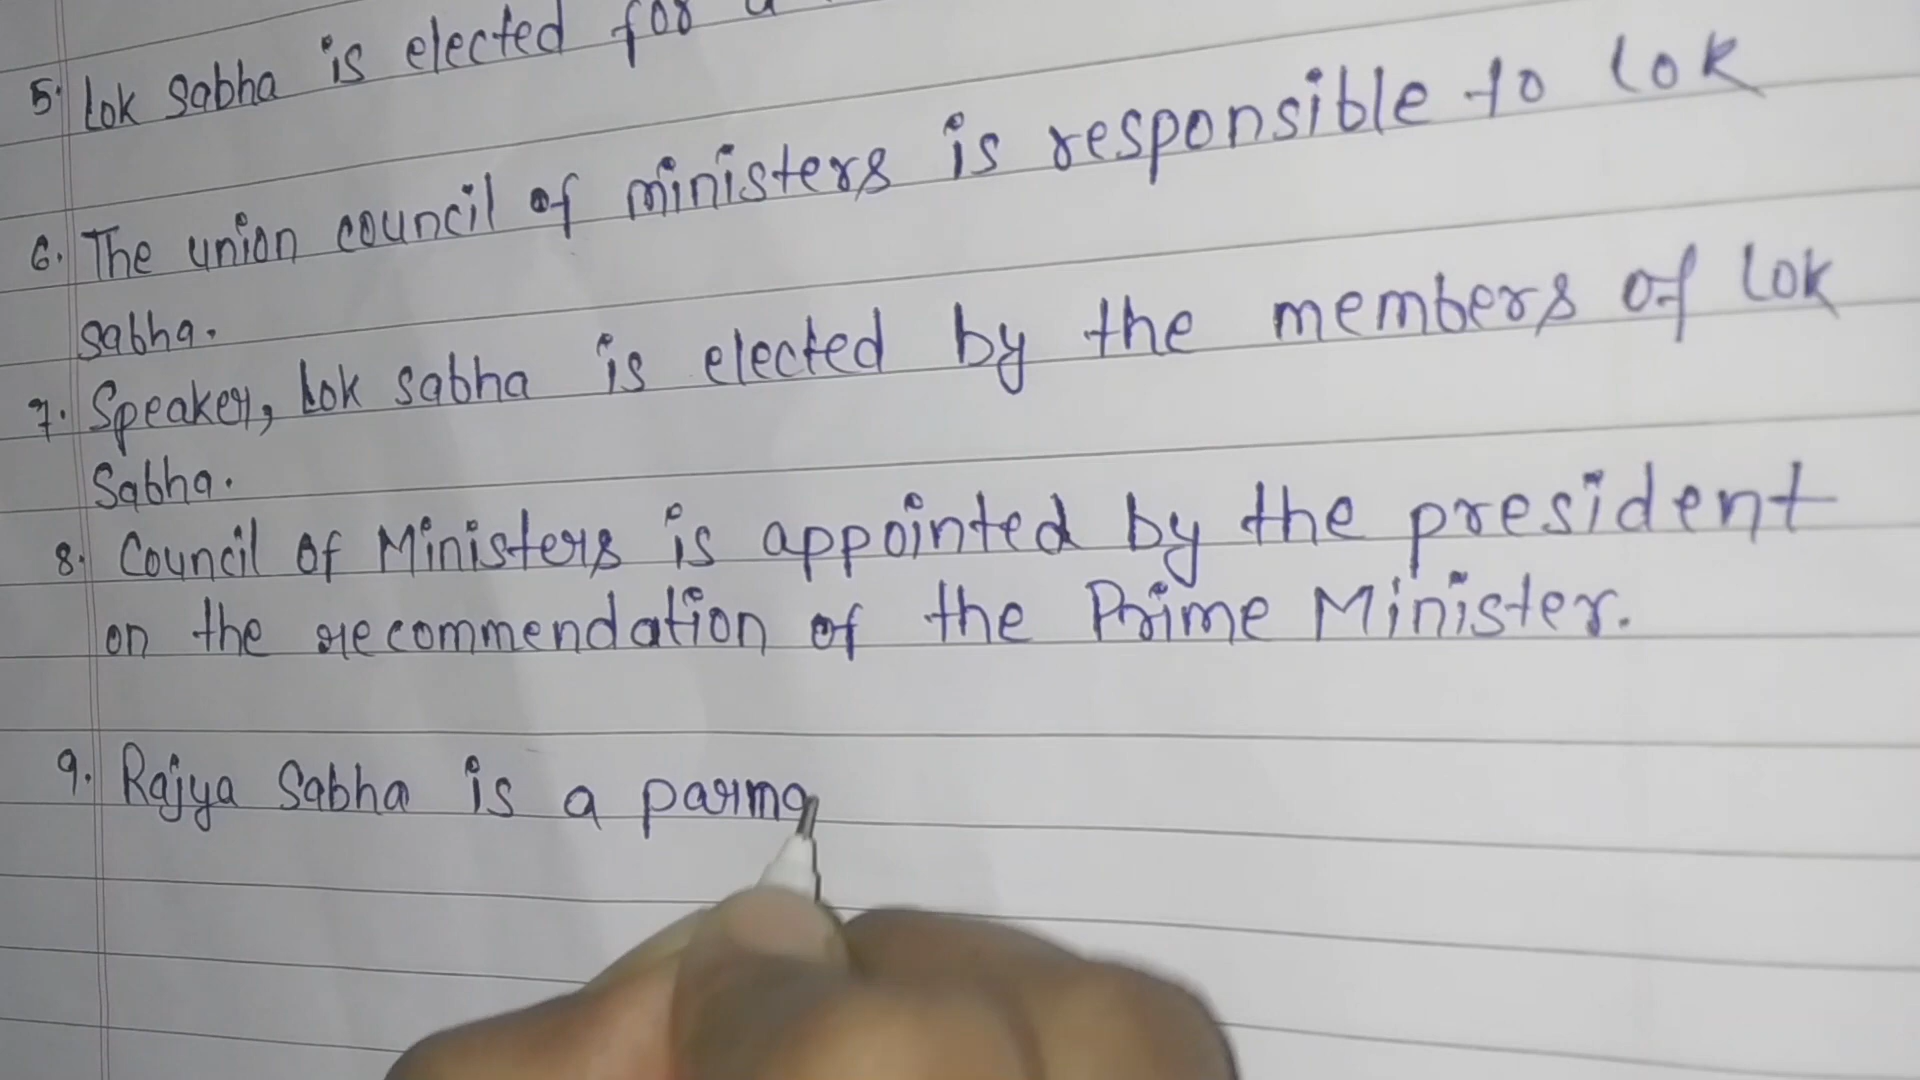 5. Lok Sabha is elected for a
6. The union council of ministers is responsible to Lok
sabha.
7. Speaker, Lok sabha is elected by the members of Lok
Sabha.
8. Council of Ministers is appointed by the president
on the recommendation of the Prime Minister.
9. Rajya Sabha is a parma